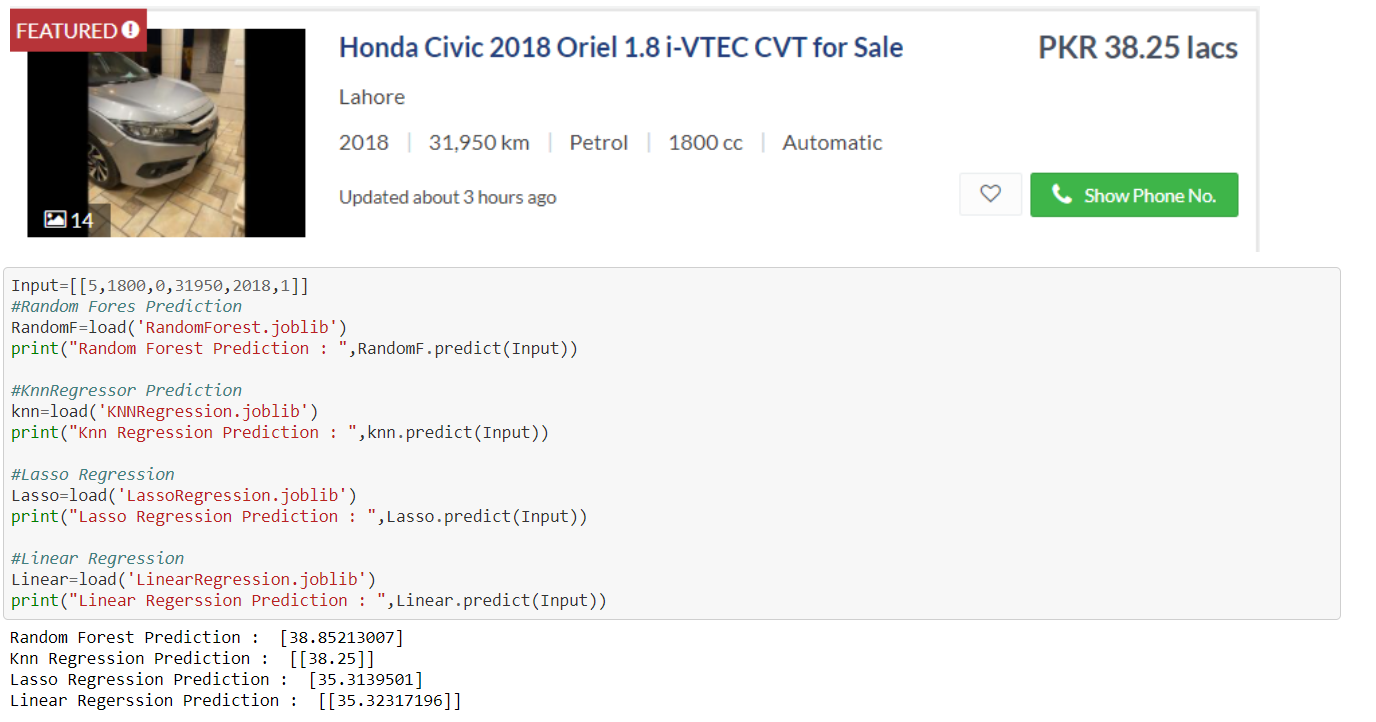 FEATURED
Honda Civic 2018 Oriel 1.8 i-VTEC CVT for Sale
PKR 38.25 lacs
Lahore
2018 | 31,950 km | Petrol | 1800 cc | Automatic
Updated about 3 hours ago
Show Phone No.
14
Input=[[5,1800,0,31950,2018,1]]
#Random Fores Prediction
RandomF=load('RandomForest.joblib')
print("Random Forest Prediction : ",RandomF.predict(Input))
#KnnRegressor Prediction
knn=load('KNNRegression.joblib')
print("Knn Regression Prediction : ",knn.predict(Input))
#Lasso Regression
Lasso=load('LassoRegression.joblib')
print("Lasso Regression Prediction : ",Lasso.predict(Input))
#Linear Regression
Linear=load('LinearRegression.joblib')
print("Linear Regerssion Prediction : ",Linear.predict(Input))
Random Forest Prediction :  [38.85213007]
Knn Regression Prediction :  [[38.25]]
Lasso Regression Prediction :  [35.3139501]
Linear Regerssion Prediction :  [[35.32317196]]